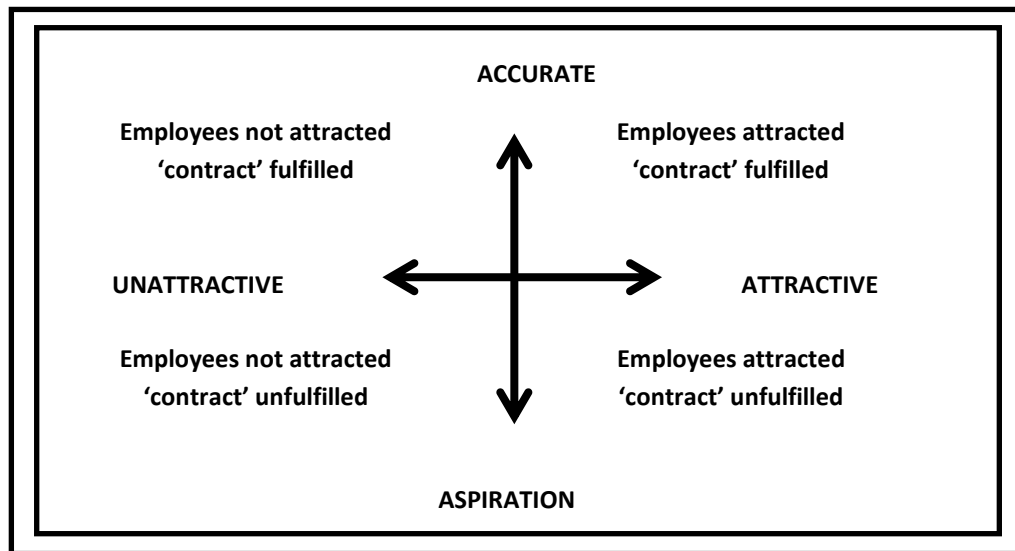 ACCURATE
Employees not attracted
‘contract’ fulfilled
Employees attracted
‘contract’ fulfilled
UNATTRACTIVE
ATTRACTIVE
Employees not attracted
‘contract’ unfulfilled
Employees attracted
‘contract’ unfulfilled
ASPIRATION